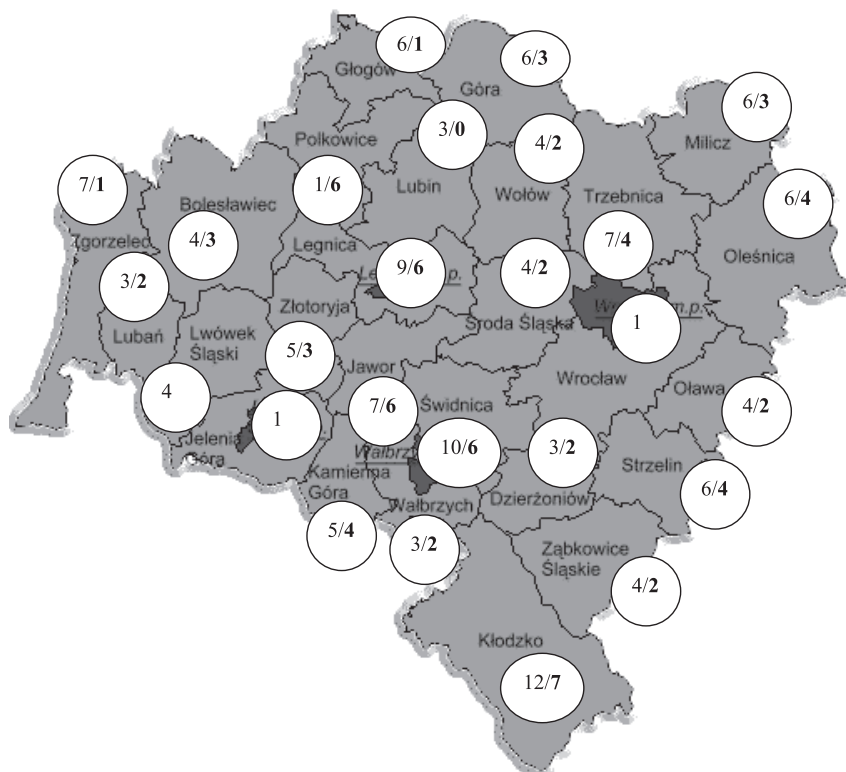 6/1
Głogów
6/3
Góra
6/3
Milicz
3/0
4/2
Polkowice
7/1
1/6
Lubin
Wołów
Trzebnica
6/4
Bolesławiec
Zgorzelec
4/3
Legnica
7/4
Oleśnica
9/6
p.
4/2
3/2
Złotoryja
m.p.
1
Środa Śląska
Lubań
Lwówek
Śląski
5/3
Jawor
Wrocław
Oława
4
7/6
Świdnica
4/2
1
Jelenia
Góra
10/6
3/2
Strzelin
Kamienna
Góra
Wałbrzych
Dzierżoniów
6/4
5/4
3/2
Ząbkowice
Śląskie
4/2
Kłodzko
12/7